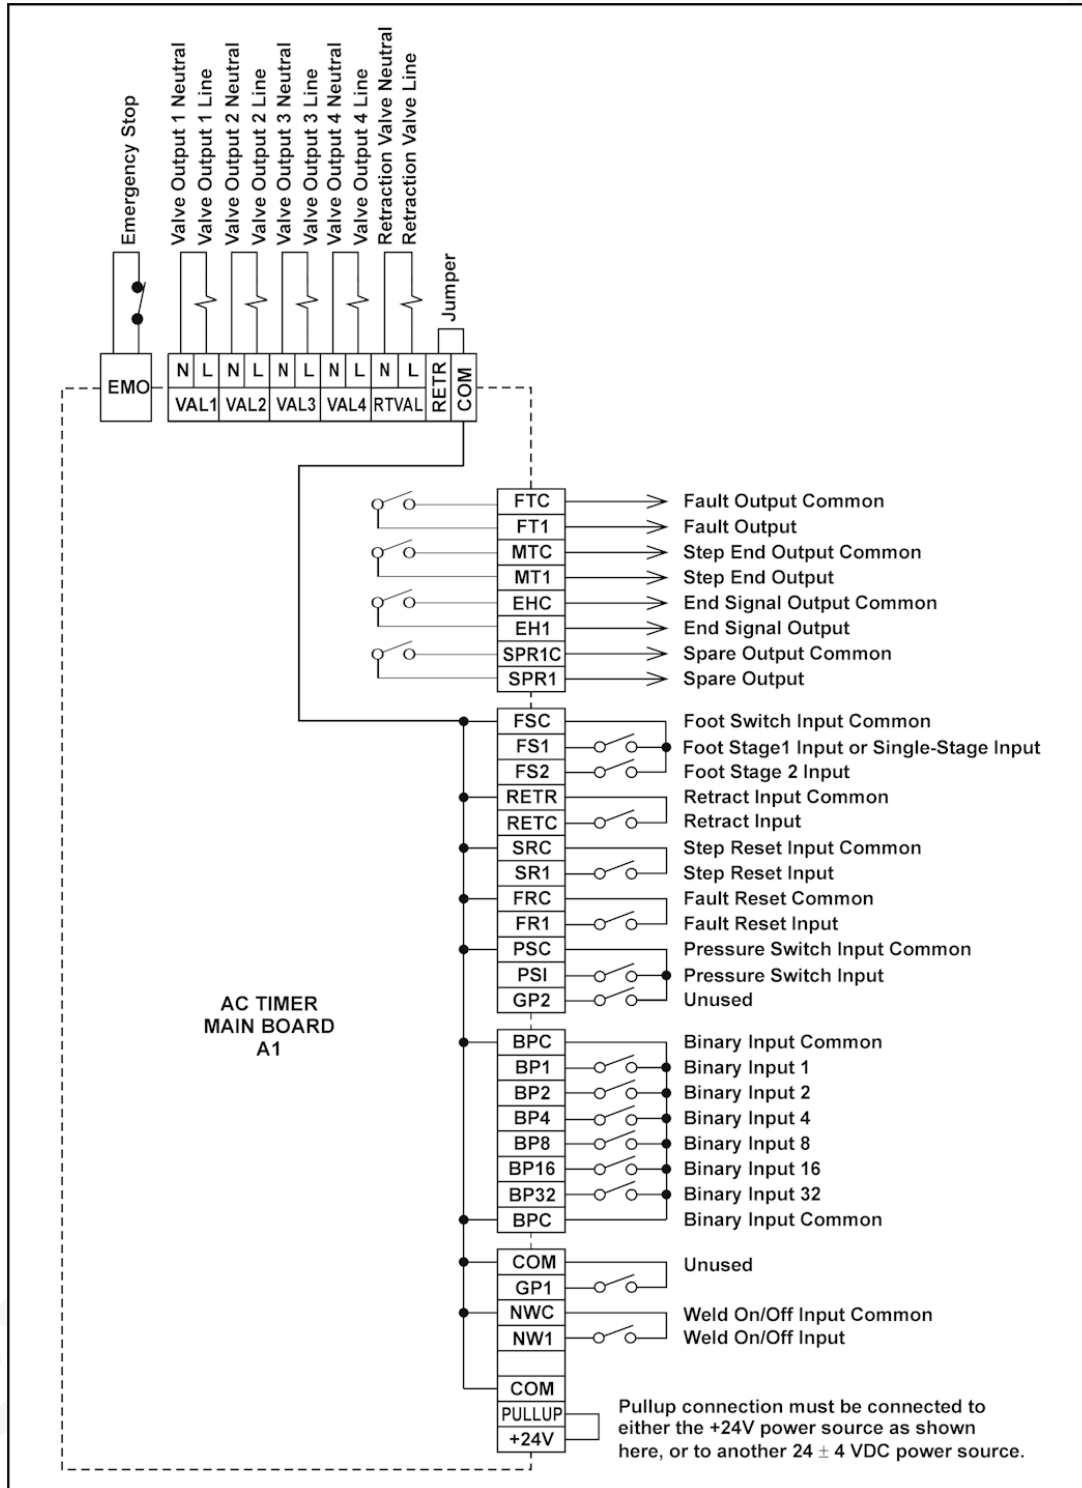 Emergency Stop
Valve Output 1 Neutral
Valve Output 1 Line
Valve Output 2 Neutral
Valve Output 2 Line
Valve Output 3 Neutral
Valve Output 3 Line
Valve Output 4 Neutral
Valve Output 4 Line
Retraction Valve Neutral
Retraction Valve Line
Jumper
EMO
N L N L N L N L N L
VAL1 VAL2 VAL3 VAL4 RTVAL
RETR
COM
FTC Fault Output Common
FT1 Fault Output
MTC Step End Output Common
MT1 Step End Output
EHC End Signal Output Common
EH1 End Signal Output
SPR1C Spare Output Common
SPR1 Spare Output
FSC Foot Switch Input Common
FS1 Foot Stage1 Input or Single-Stage Input
FS2 Foot Stage 2 Input
RETR Retract Input Common
RETC Retract Input
SRC Step Reset Input Common
SR1 Step Reset Input
FRC Fault Reset Common
FR1 Fault Reset Input
PSC Pressure Switch Input Common
PSI Pressure Switch Input
GP2 Unused
AC TIMER
MAIN BOARD
A1
BPC Binary Input Common
BP1 Binary Input 1
BP2 Binary Input 2
BP4 Binary Input 4
BP8 Binary Input 8
BP16 Binary Input 16
BP32 Binary Input 32
BPC Binary Input Common
COM Unused
GP1
NWC Weld On/Off Input Common
NW1 Weld On/Off Input
COM
PULLUP
+24V
Pullup connection must be connected to
either the +24V power source as shown
here, or to another 24 ± 4 VDC power source.